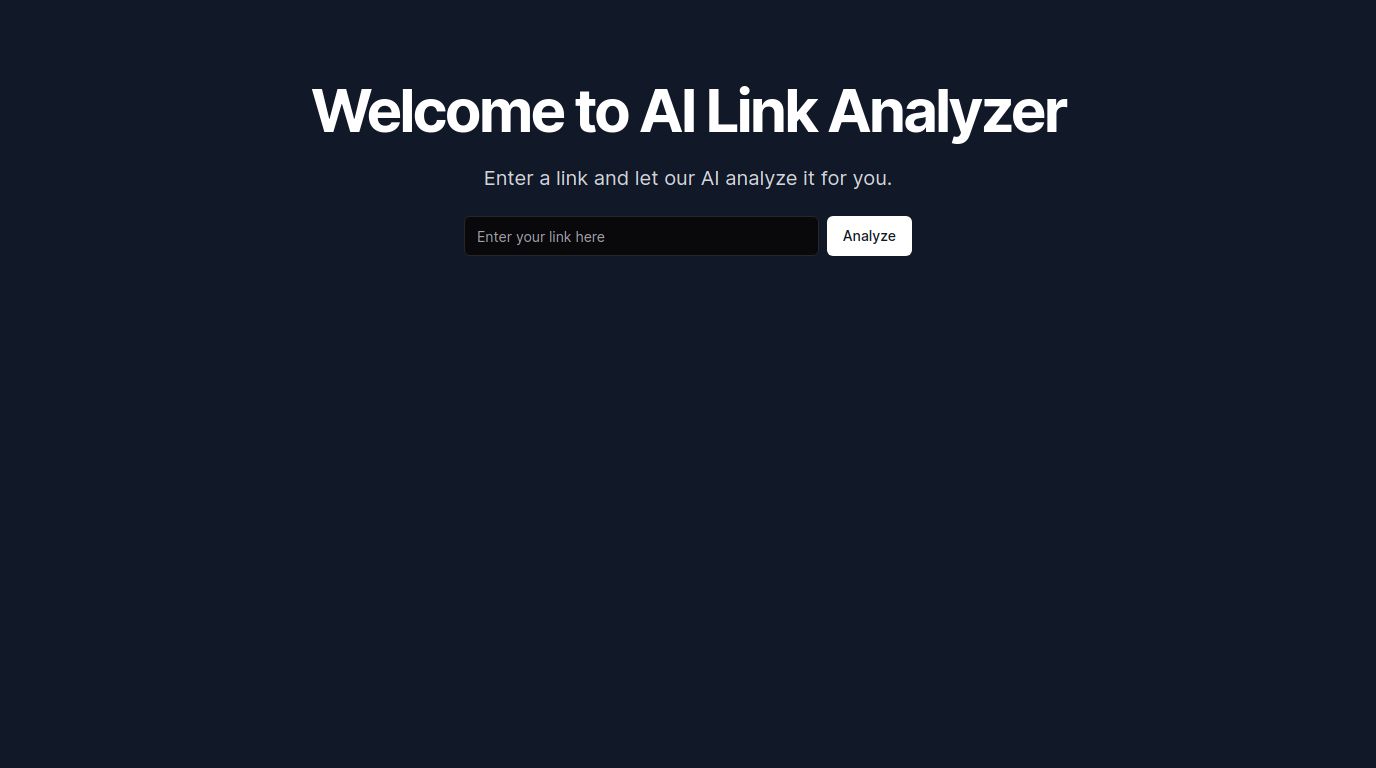 Welcome to AI Link Analyzer
Enter a link and let our AI analyze it for you.
Enter your link here
Analyze